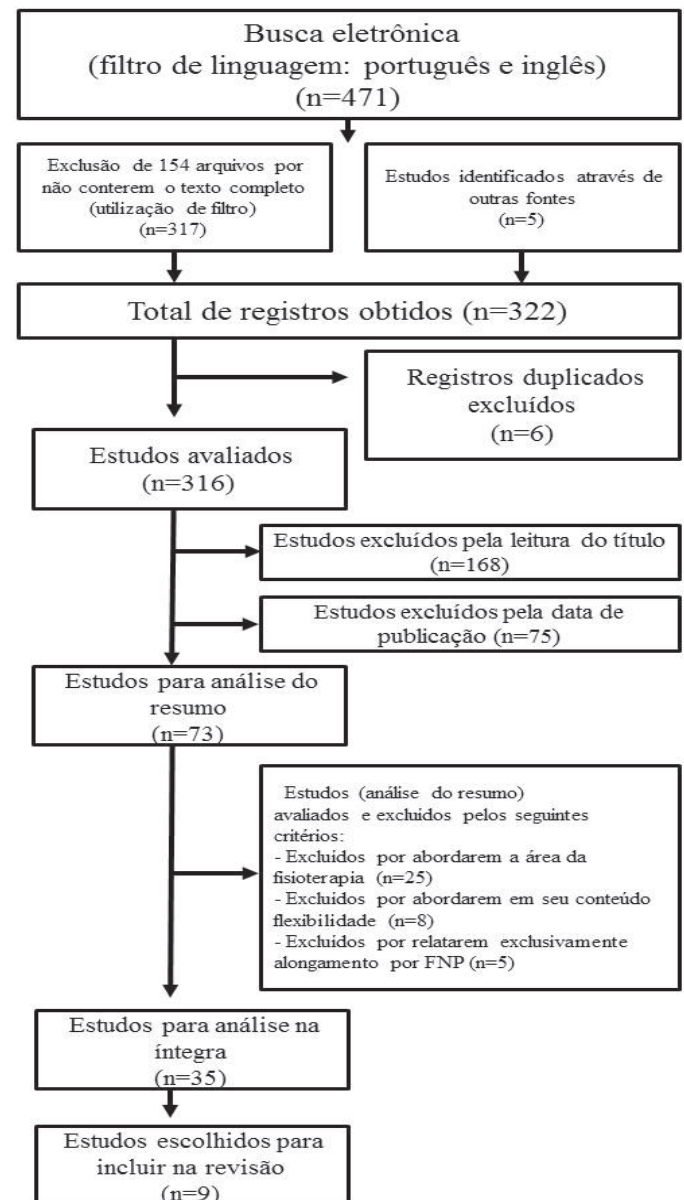 Busca eletrônica
(filtro de linguagem: português e inglês)
(n=471)
Exclusão de 154 arquivos por
não conterem o texto completo
(utilização de filtro)
(n=317)
Estudos identificados através de
outras fontes
(n=5)
Total de registros obtidos (n=322)
Registros duplicados
excluídos
(n=6)
Estudos avaliados
(n=316)
Estudos excluídos pela leitura do título
(n=168)
Estudos excluídos pela data de
publicação (n=75)
Estudos para análise do
resumo
(n=73)
Estudos (análise do resumo)
avaliados e excluídos pelos seguintes
critérios:
- Excluídos por abordarem a área da
fisioterapia (n=25)
- Excluídos por abordarem em seu conteúdo
flexibilidade (n=8)
- Excluídos por relatarem exclusivamente
alongamento por FNP (n=5)
Estudos para análise na
íntegra
(n=35)
Estudos escolhidos para
incluir na revisão
(n=9)